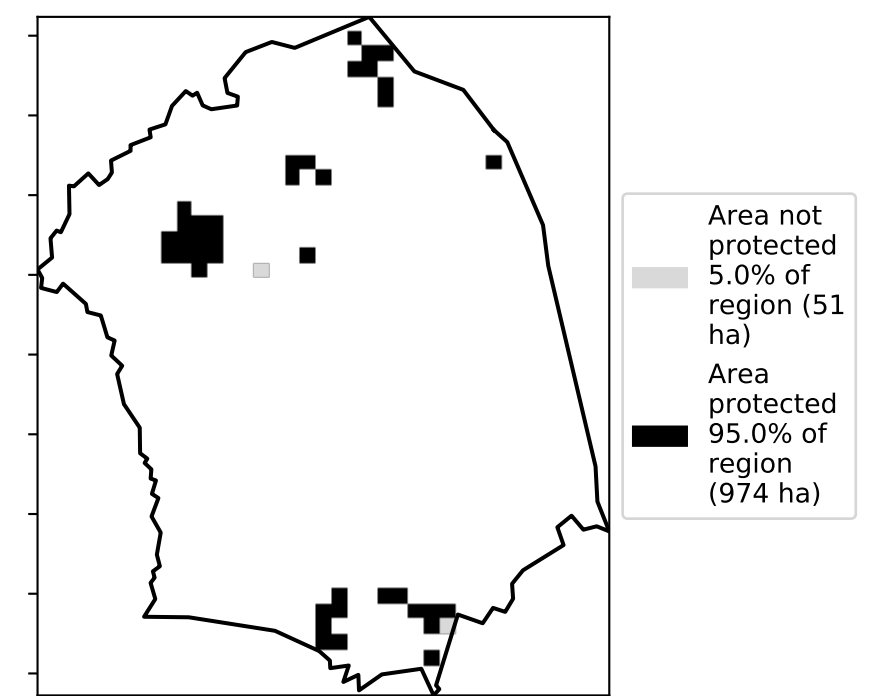 Area not
protected
5.0% of
region (51
ha)
Area
protected
95.0% of
region
(974 ha)